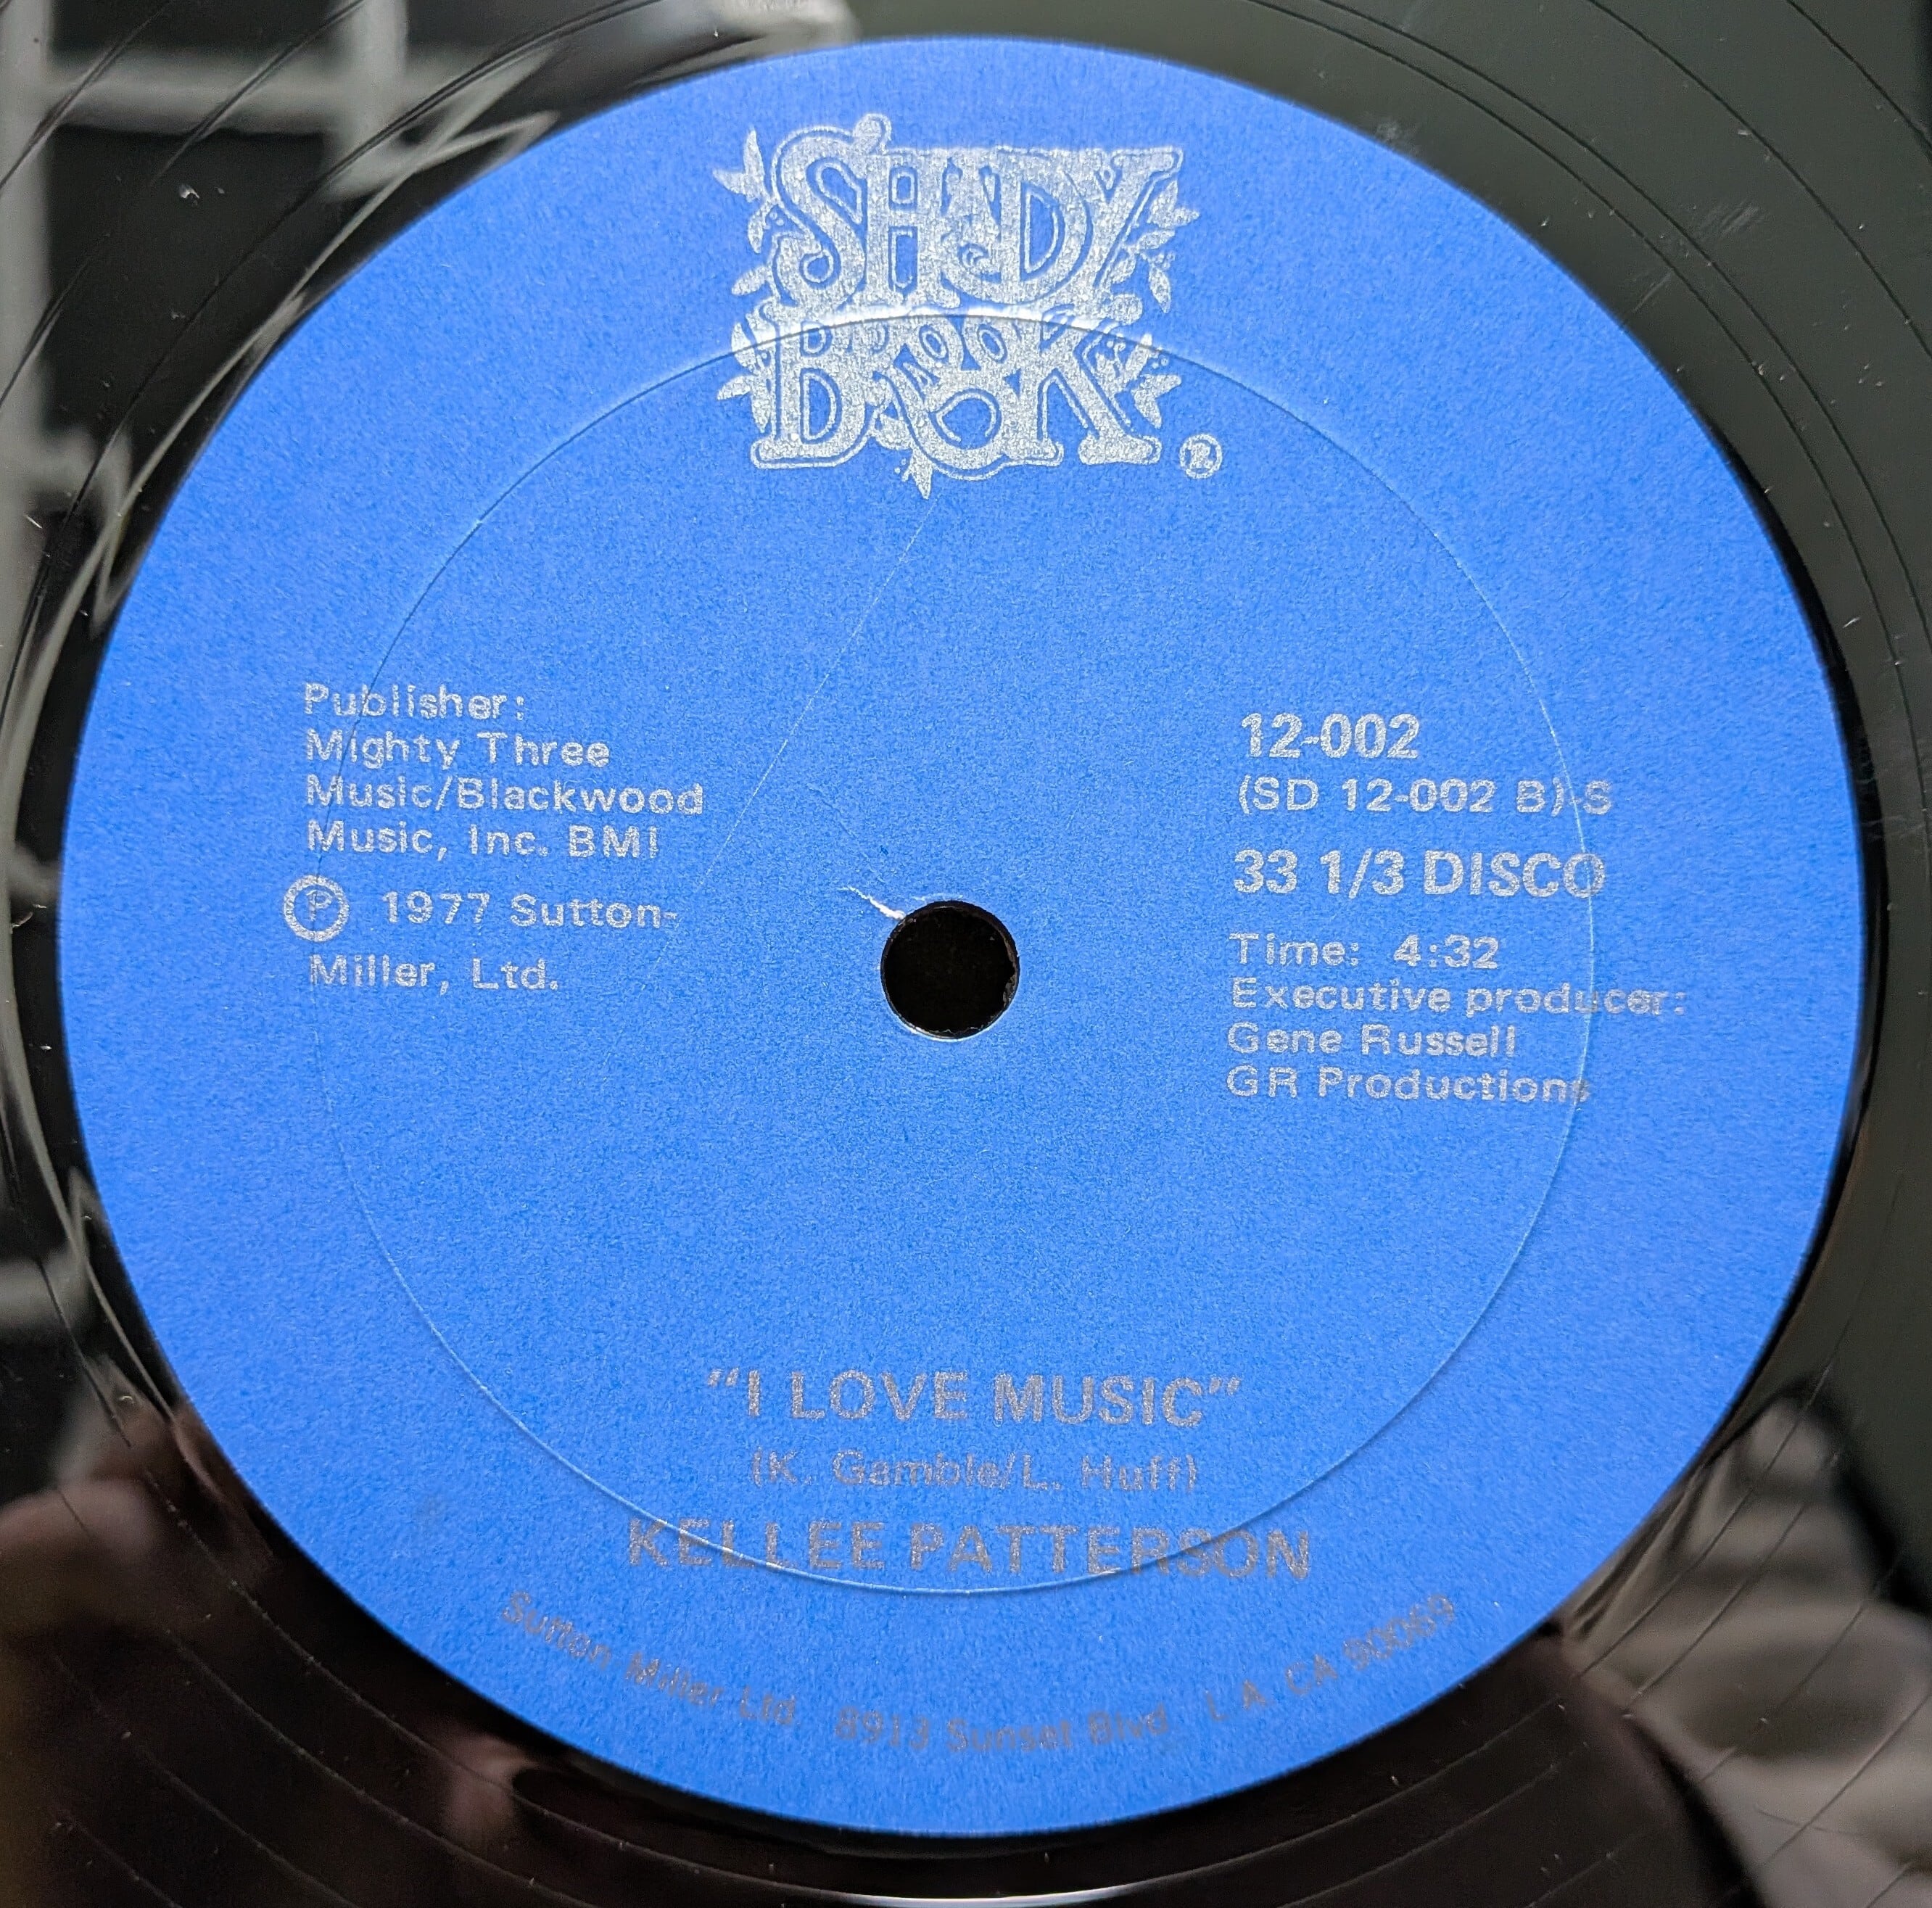 SHADY
BROOK
®
Publisher:
Mighty Three
Music/Blackwood
Music, Inc. BMI
℗ 1977 Sutton-
Miller, Ltd.
12-002
(SD 12-002 B)-S
33 1/3 DISCO
Time: 4:32
Executive producer:
Gene Russell
GR Productions
"I LOVE MUSIC"
(K. Gamble/L. Huff)
KELLEE PATTERSON
Sutton Miller Ltd. 8913 Sunset Blvd. L.A. CA 90069